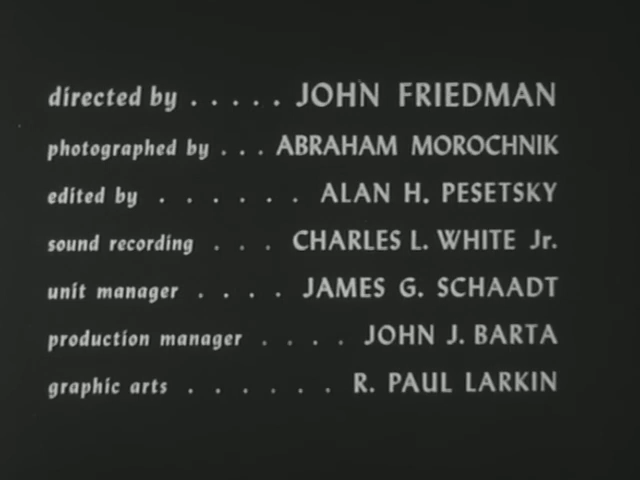 directed by . . . . . JOHN FRIEDMAN
photographed by . . . ABRAHAM MOROCHNIK
edited by . . . . . . ALAN H. PESETSKY
sound recording . . . CHARLES L. WHITE Jr.
unit manager . . . . JAMES G. SCHAADT
production manager . . . . JOHN J. BARTA
graphic arts . . . . . . R. PAUL LARKIN